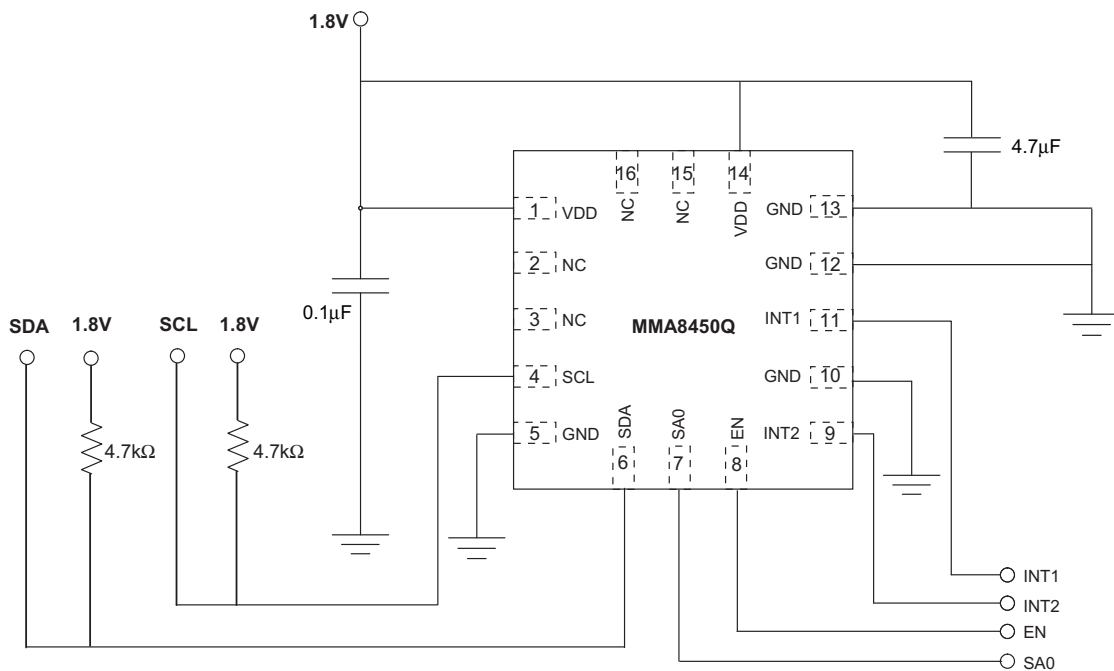 1.8V
4.7μF
16
15
14
NC
NC
VDD
1
VDD
GND
13
2
NC
GND
12
0.1μF
3
NC
MMA8450Q
INT1
11
SDA
1.8V
SCL
1.8V
4
SCL
GND
10
4.7kΩ
4.7kΩ
5
GND
SDA
SA0
EN
INT2
9
6
7
8
INT1
INT2
EN
SA0